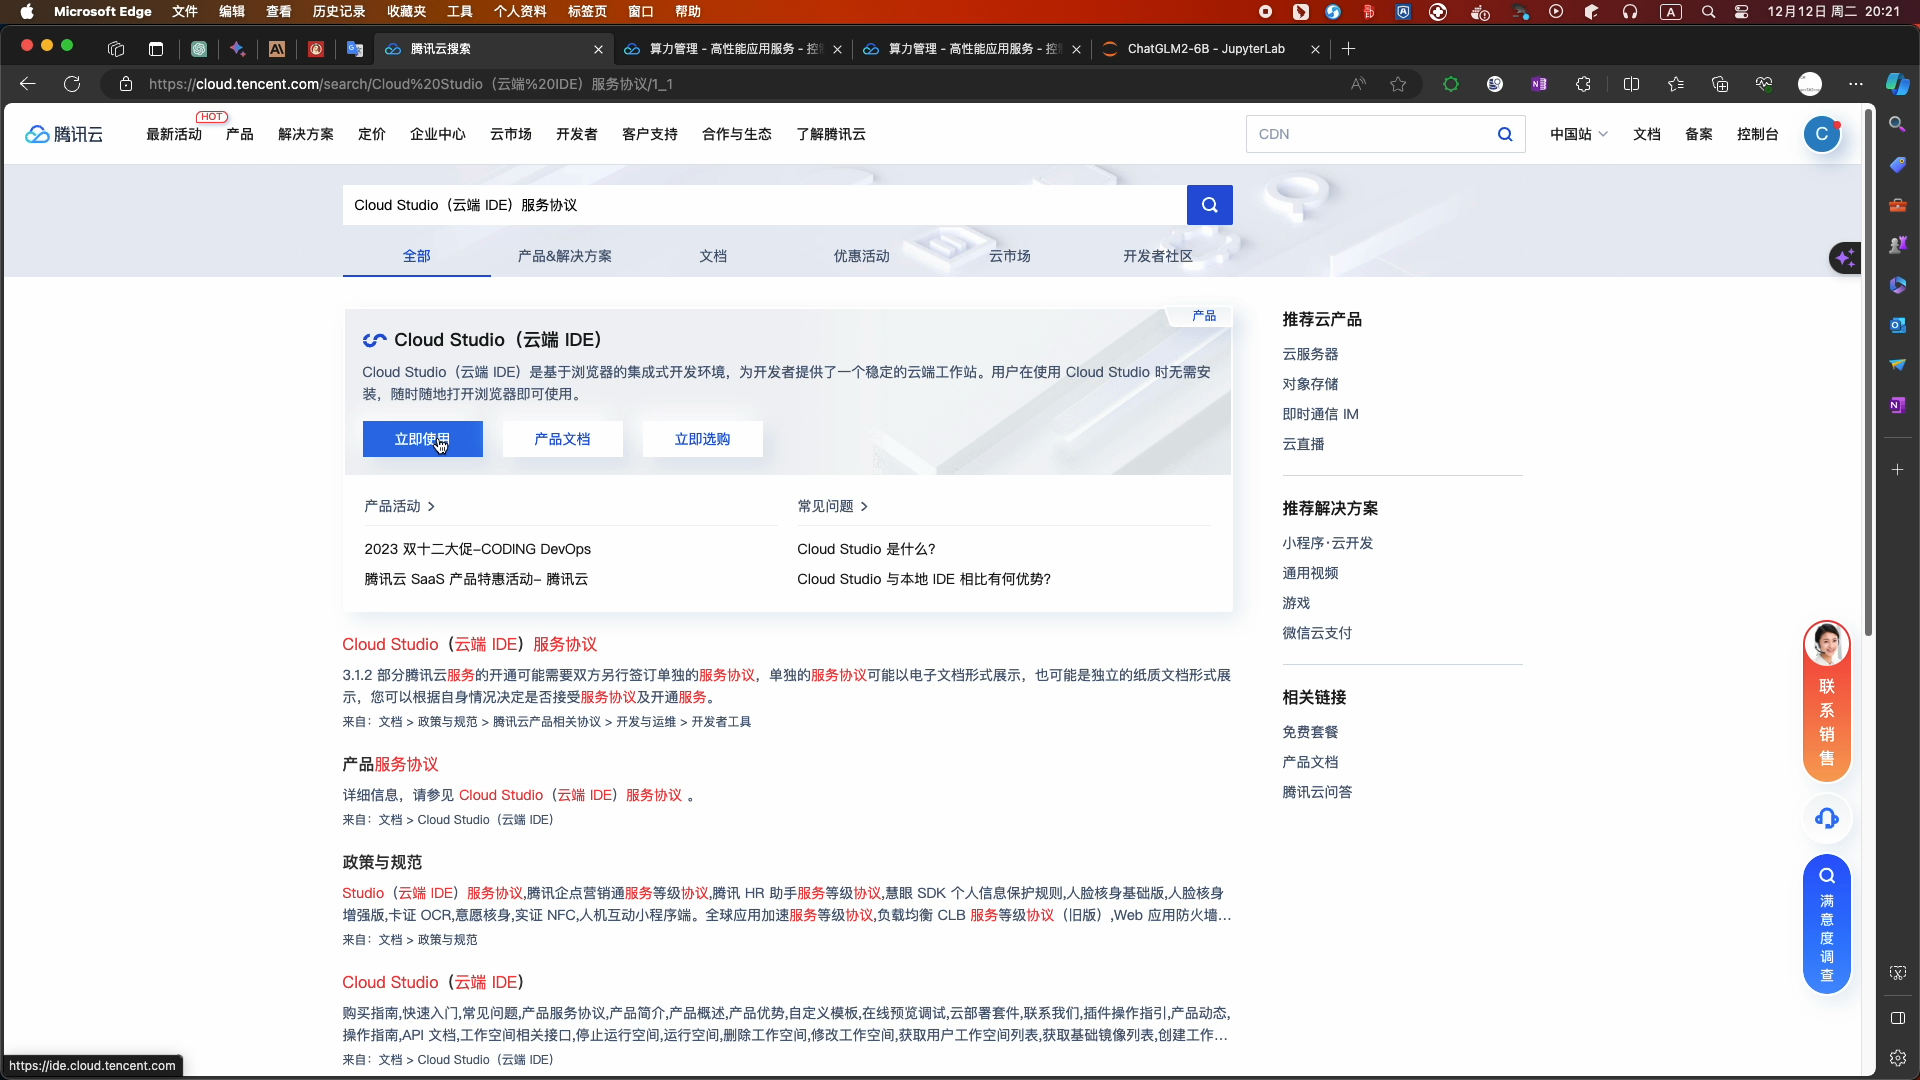 Microsoft Edge 文件 编辑 查看 历史记录 收藏夹 工具 个人资料 标签页 窗口 帮助 12月12日 周二 20:21
腾讯云搜索 算力管理 - 高性能应用服务 - 控 算力管理 - 高性能应用服务 - 控 ChatGLM2-6B - JupyterLab
https://cloud.tencent.com/search/Cloud%20Studio（云端%20IDE）服务协议/1_1
HOT
腾讯云 最新活动 产品 解决方案 定价 企业中心 云市场 开发者 客户支持 合作与生态 了解腾讯云 CDN 中国站 文档 备案 控制台 C
Cloud Studio（云端 IDE）服务协议
全部 产品&解决方案 文档 优惠活动 云市场 开发者社区
产品
Cloud Studio（云端 IDE）
Cloud Studio（云端 IDE）是基于浏览器的集成式开发环境，为开发者提供了一个稳定的云端工作站。用户在使用 Cloud Studio 时无需安
装，随时随地打开浏览器即可使用。
立即使用 产品文档 立即选购
产品活动 >
2023 双十二大促-CODING DevOps
腾讯云 SaaS 产品特惠活动- 腾讯云
常见问题 >
Cloud Studio 是什么?
Cloud Studio 与本地 IDE 相比有何优势?
Cloud Studio（云端 IDE）服务协议
3.1.2 部分腾讯云服务的开通可能需要双方另行签订单独的服务协议，单独的服务协议可能以电子文档形式展示，也可能是独立的纸质文档形式展
示，您可以根据自身情况决定是否接受服务协议及开通服务。
来自：文档 > 政策与规范 > 腾讯云产品相关协议 > 开发与运维 > 开发者工具
产品服务协议
详细信息，请参见 Cloud Studio（云端 IDE）服务协议 。
来自：文档 > Cloud Studio（云端 IDE）
政策与规范
Studio（云端 IDE）服务协议,腾讯企点营销通服务等级协议,腾讯 HR 助手服务等级协议,慧眼 SDK 个人信息保护规则,人脸核身基础版,人脸核身
增强版,卡证 OCR,意愿核身,实证 NFC,人机互动小程序端。全球应用加速服务等级协议,负载均衡 CLB 服务等级协议（旧版）,Web 应用防火墙...
来自：文档 > 政策与规范
Cloud Studio（云端 IDE）
购买指南,快速入门,常见问题,产品服务协议,产品简介,产品概述,产品优势,自定义模板,在线预览调试,云部署套件,联系我们,插件操作指引,产品动态,
操作指南,API 文档,工作空间相关接口,停止运行空间,运行空间,删除工作空间,修改工作空间,获取用户工作空间列表,获取基础镜像列表,创建工作...
来自：文档 > Cloud Studio（云端 IDE）
推荐云产品
云服务器
对象存储
即时通信 IM
云直播
推荐解决方案
小程序·云开发
通用视频
游戏
微信云支付
相关链接
免费套餐
产品文档
腾讯云问答
联系销售
满意度调查
https://ide.cloud.tencent.com